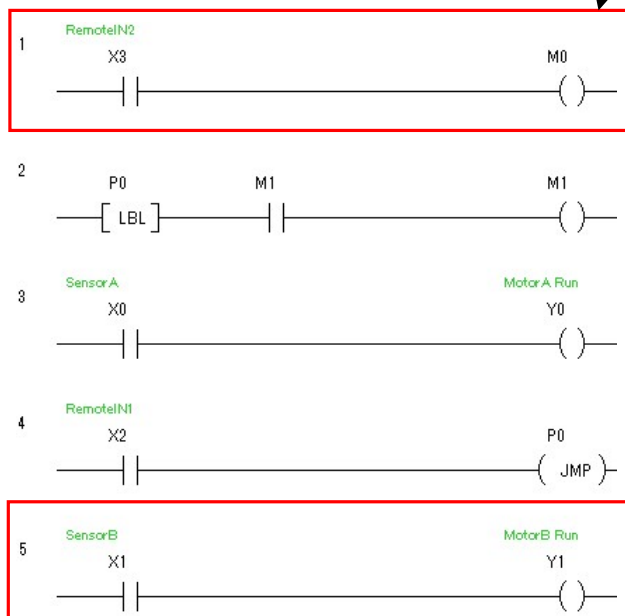 RemoteIN2
1
X3 M0
2
P0 M1 M1
LBL
SensorA MotorA Run
3
X0 Y0
RemoteIN1
4
X2 P0
JMP
SensorB MotorB Run
5
X1 Y1